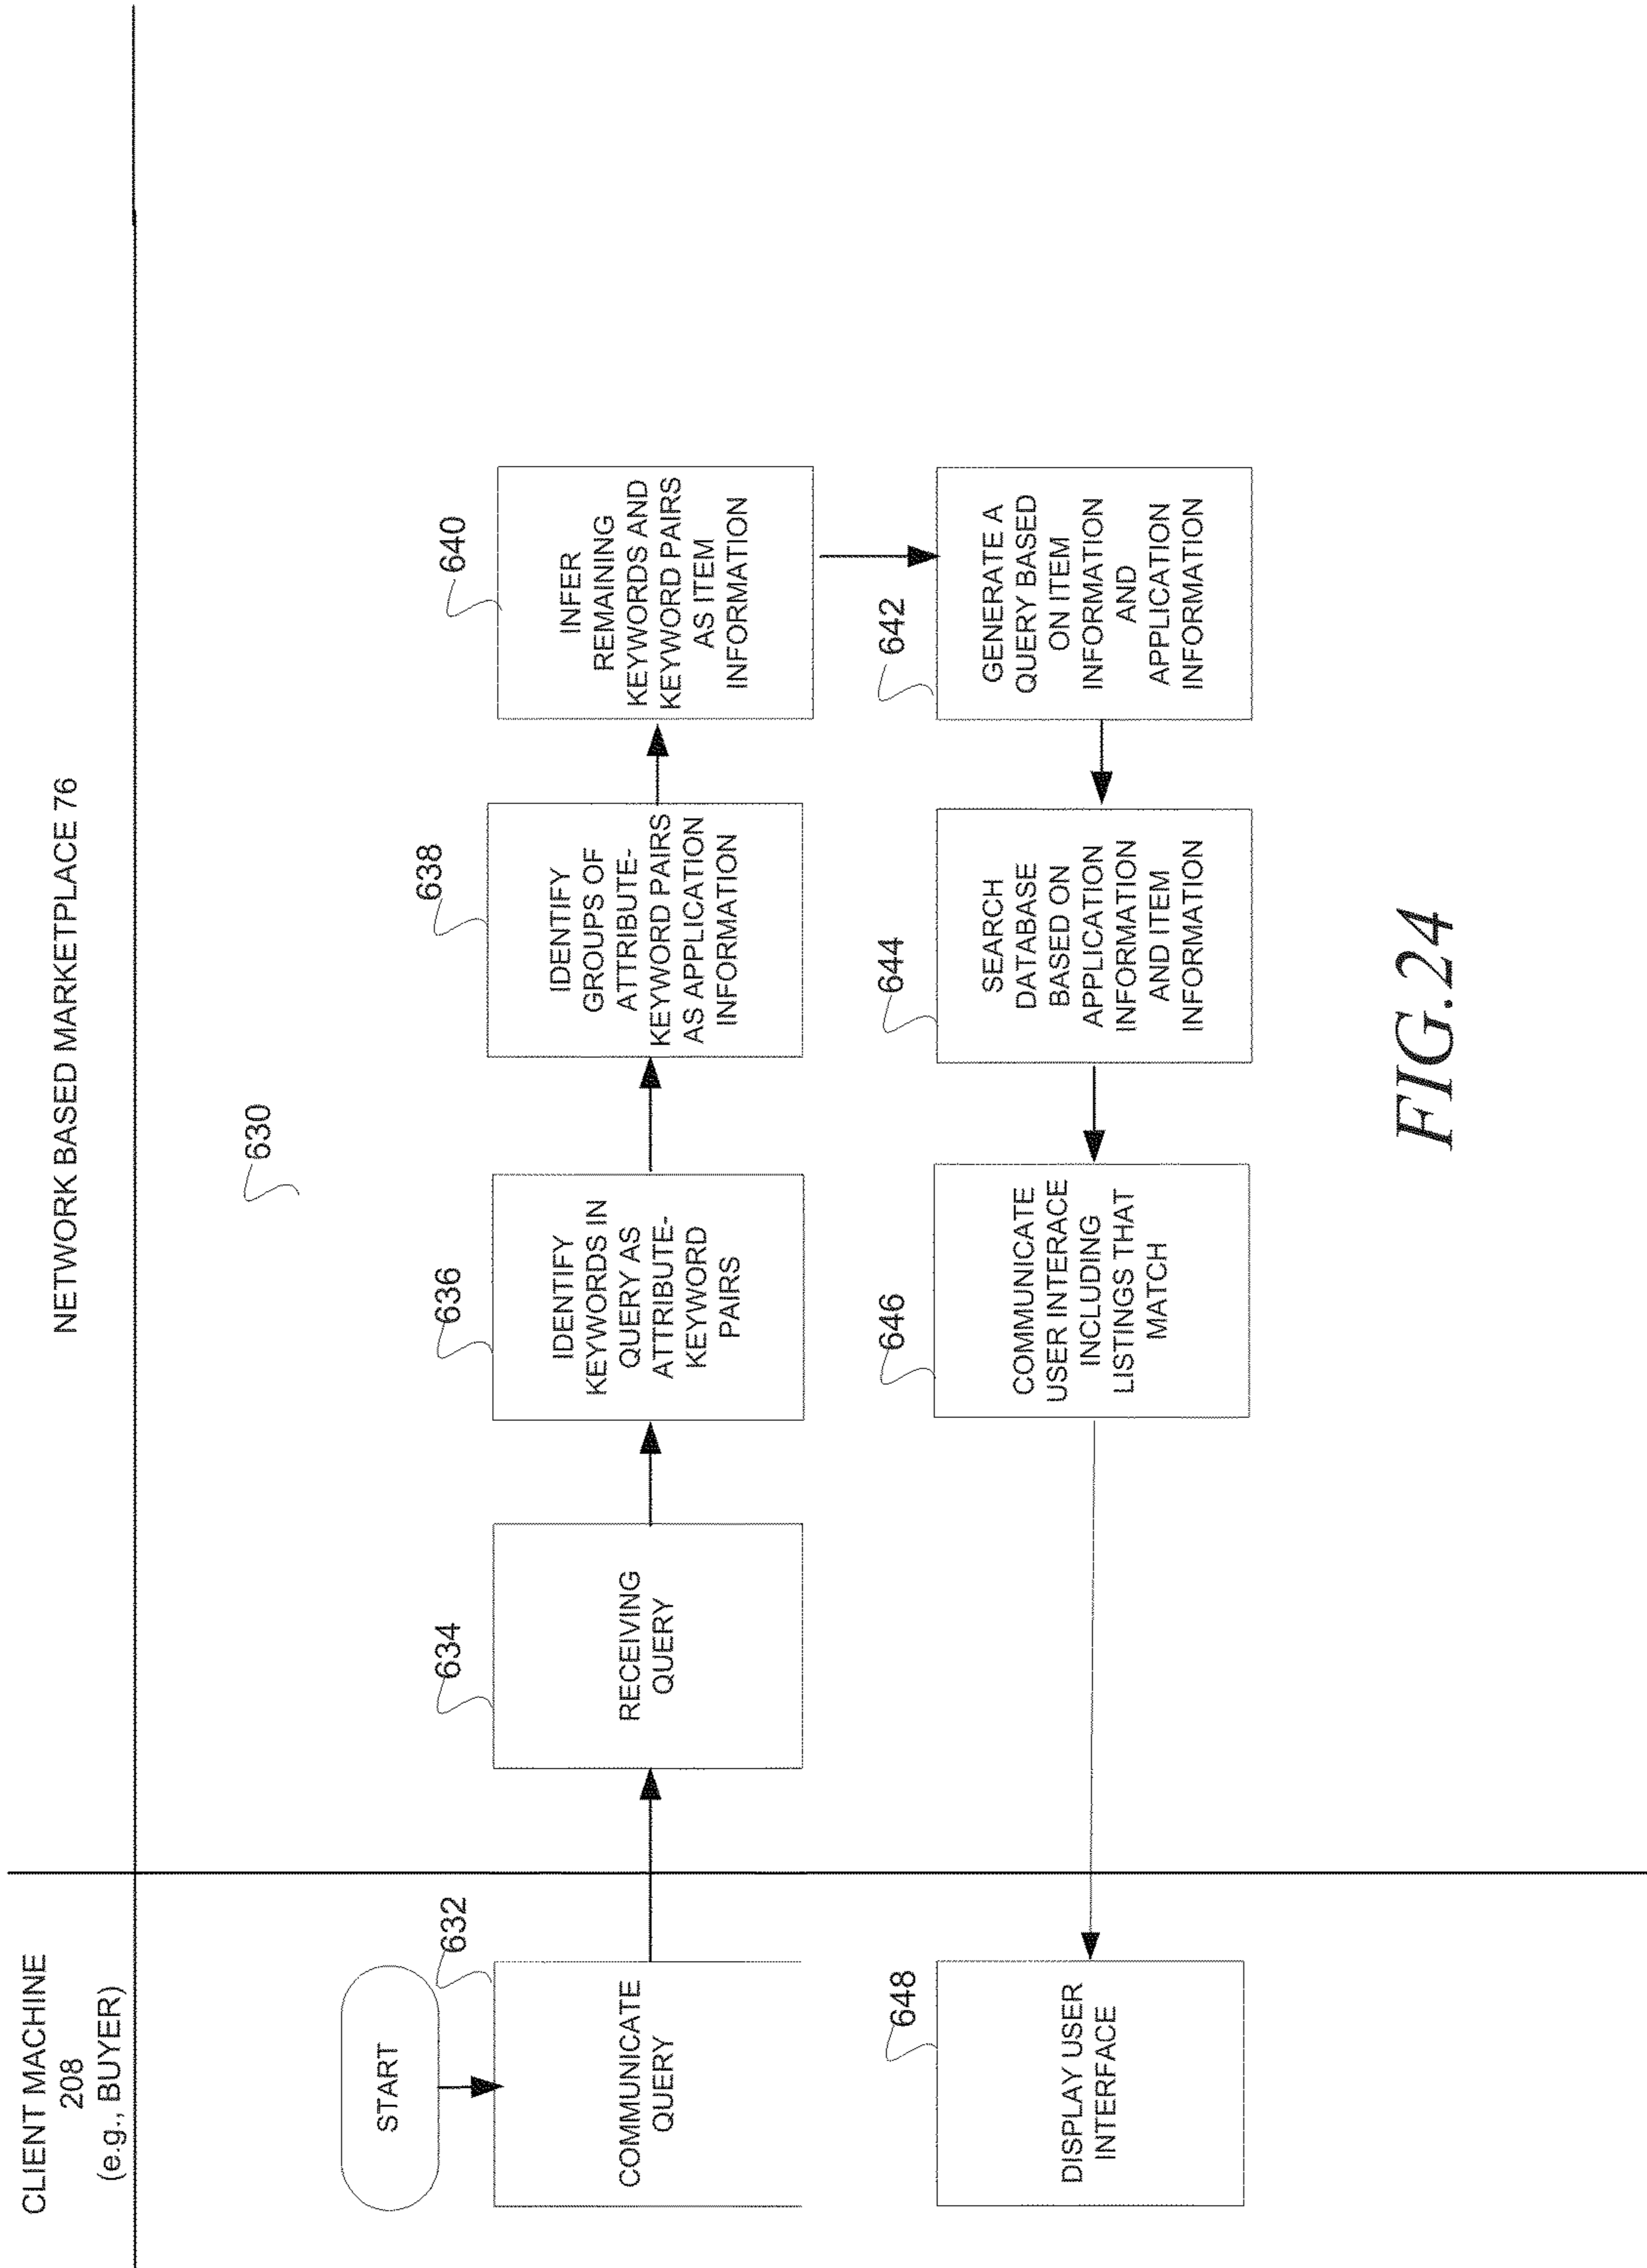 CLIENT MACHINE
208
(e.g., BUYER)
NETWORK BASED MARKETPLACE 76
630
START
632
COMMUNICATE
QUERY
634
RECEIVING
QUERY
636
IDENTIFY
KEYWORDS IN
QUERY AS
ATTRIBUTE-
KEYWORD
PAIRS
638
IDENTIFY
GROUPS OF
ATTRIBUTE-
KEYWORD PAIRS
AS APPLICATION
INFORMATION
640
INFER
REMAINING
KEYWORDS AND
KEYWORD PAIRS
AS ITEM
INFORMATION
642
GENERATE A
QUERY BASED
ON ITEM
INFORMATION
AND
APPLICATION
INFORMATION
644
SEARCH
DATABASE
BASED ON
APPLICATION
INFORMATION
AND ITEM
INFORMATION
646
COMMUNICATE
USER INTERACE
INCLUDING
LISTINGS THAT
MATCH
648
DISPLAY USER
INTERFACE
FIG.24